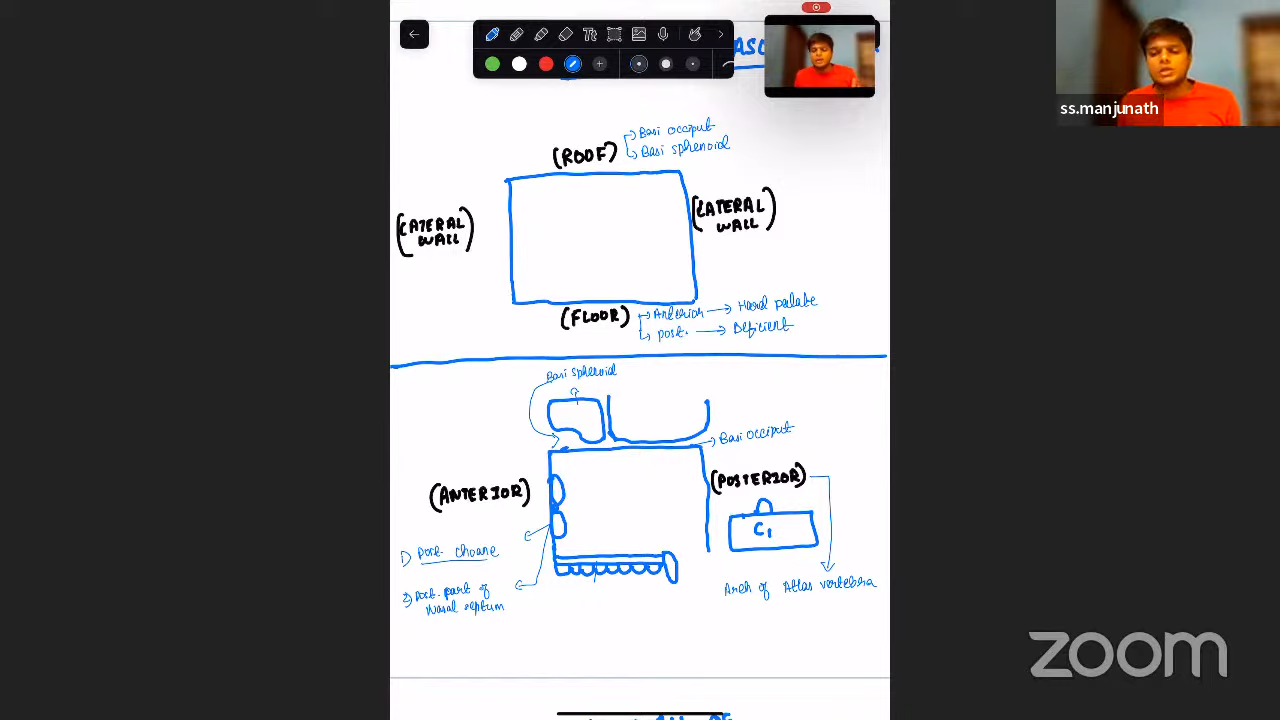 Tt
ASO
ss.manjunath
(ROOF)
Basi occiput
Basi sphenoid
(LATERAL
WALL)
(LATERAL
WALL)
(FLOOR)
Anterior → Hard palate
post. → Deficient
Basi sphenoid
Basi occiput
(ANTERIOR)
(POSTERIOR)
C1
1) Post. choane
2) Post. part of
Nasal septum
Arch of Atlas vertebra
zoom